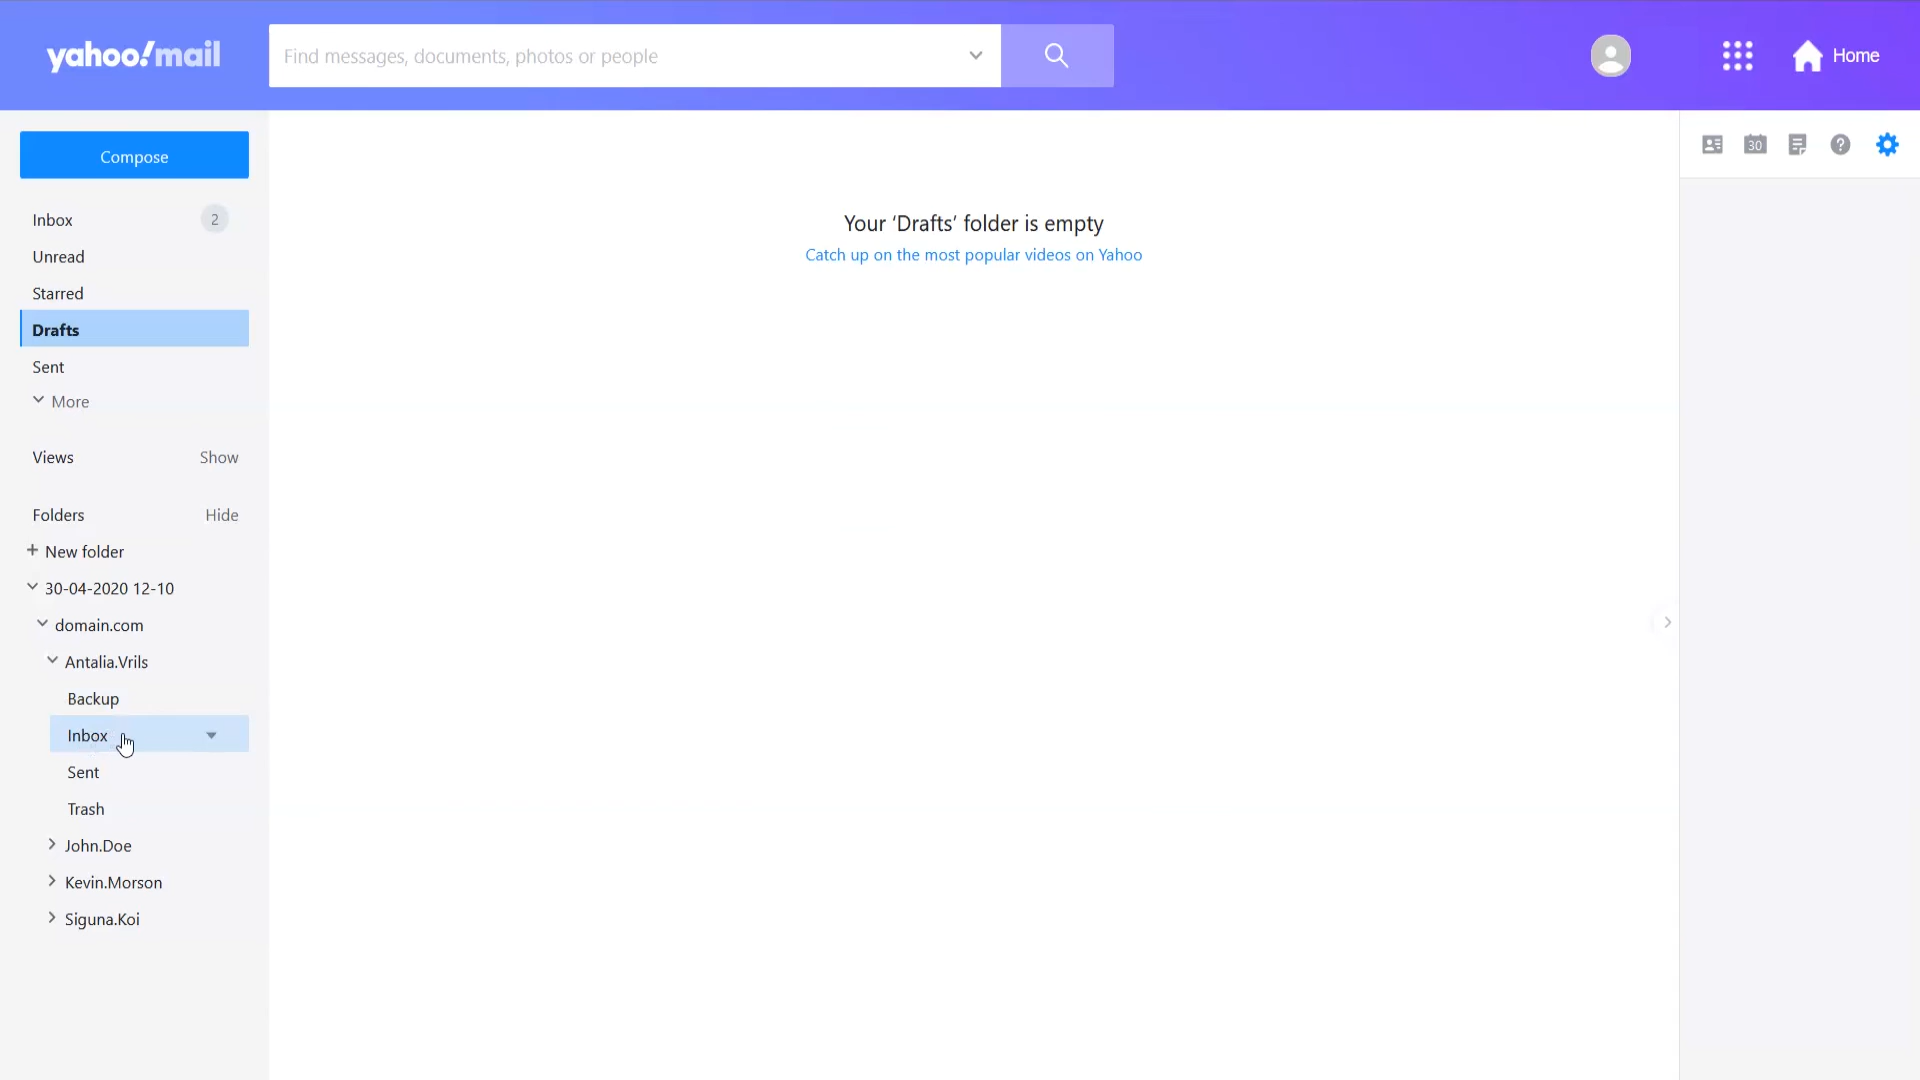 yahoo!mail
Find messages, documents, photos or people
Home
Compose
30
?
Inbox 2
Unread
Starred
Drafts
Sent
More
Views Show
Folders Hide
+ New folder
30-04-2020 12-10
domain.com
Antalia.Vrils
Backup
Inbox
Sent
Trash
John.Doe
Kevin.Morson
Siguna.Koi
Your ‘Drafts’ folder is empty
Catch up on the most popular videos on Yahoo